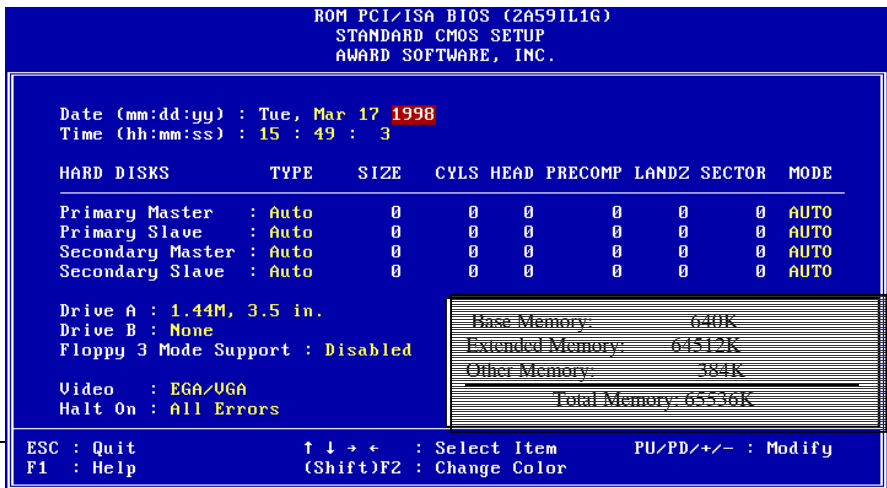 ROM PCI/ISA BIOS (2A59IL1G)
STANDARD CMOS SETUP
AWARD SOFTWARE, INC.
Date (mm:dd:yy) : Tue, Mar 17 1998
Time (hh:mm:ss) : 15 : 49 : 3
HARD DISKS TYPE SIZE CYLS HEAD PRECOMP LANDZ SECTOR MODE
Primary Master : Auto 0 0 0 0 0 0 AUTO
Primary Slave : Auto 0 0 0 0 0 0 AUTO
Secondary Master : Auto 0 0 0 0 0 0 AUTO
Secondary Slave : Auto 0 0 0 0 0 0 AUTO
Drive A : 1.44M, 3.5 in.
Drive B : None
Floppy 3 Mode Support : Disabled
Video : EGA/VGA
Halt On : All Errors
Base Memory: 640K
Extended Memory: 64512K
Other Memory: 384K
Total Memory: 65536K
ESC : Quit ↑ ↓ → ← : Select Item PU/PD/+/- : Modify
F1 : Help (Shift)F2 : Change Color